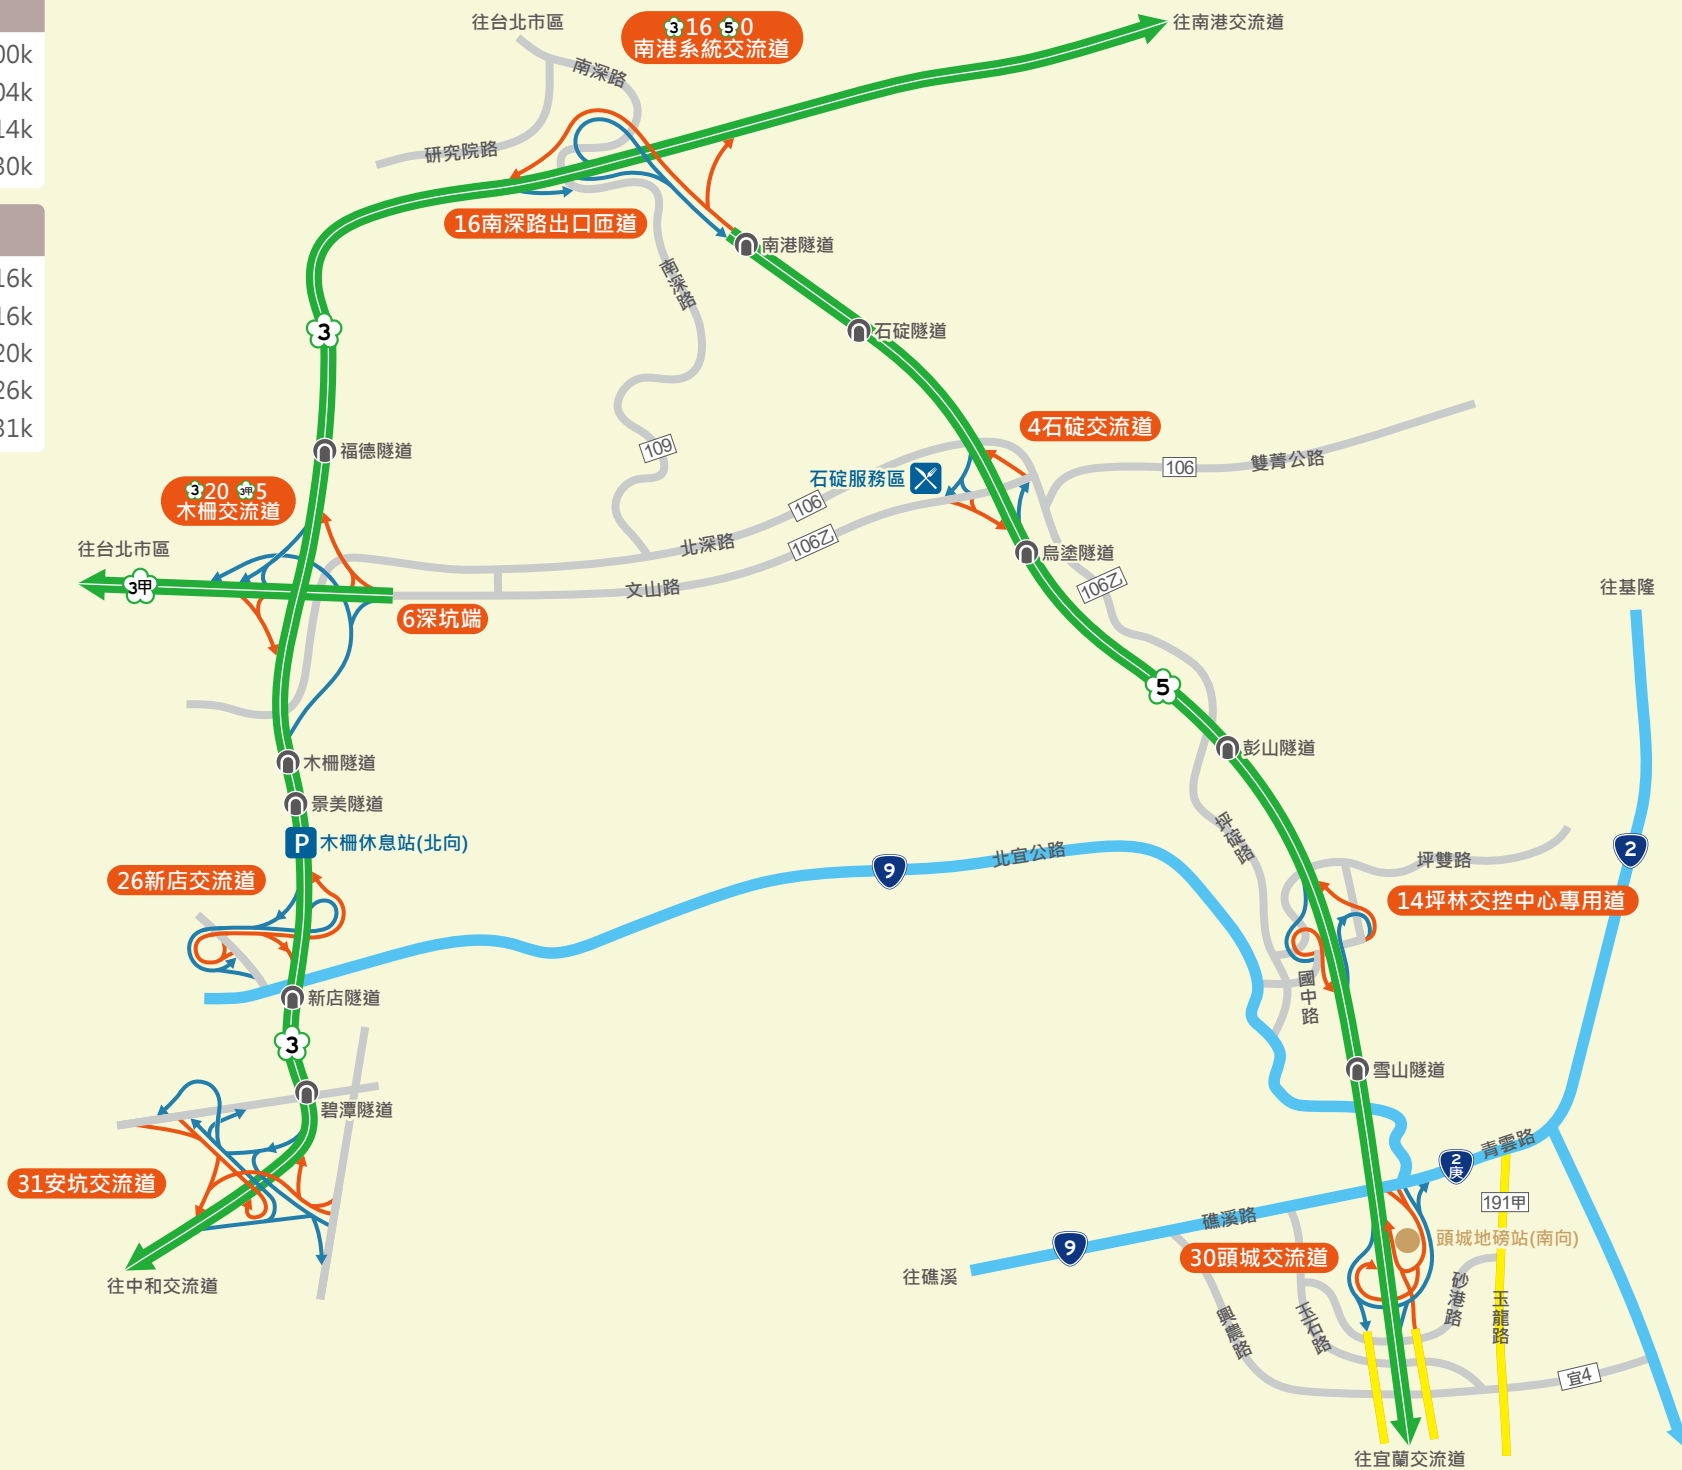 00k
04k
14k
30k
16k
16k
20k
26k
31k
往台北市區
3 16 5 0
南港系統交流道
往南港交流道
南深路
研究院路
16南深路出口匝道
南港隧道
南深路
石碇隧道
3
福德隧道
4石碇交流道
109
106
雙菁公路
石碇服務區
3 20 3甲 5
木柵交流道
106
106乙
北深路
烏塗隧道
往台北市區
3甲
文山路
106乙
6深坑端
往基隆
5
彭山隧道
木柵隧道
景美隧道
P
木柵休息站(北向)
坪碇路
2
北宜公路
9
坪雙路
26新店交流道
14坪林交控中心專用道
新店隧道
國中路
3
雪山隧道
碧潭隧道
青雲路
2庚
31安坑交流道
191甲
礁溪路
9
30頭城交流道
頭城地磅站(南向)
往礁溪
往中和交流道
砂港路
玉龍路
玉石路
興農路
宜4
往宜蘭交流道